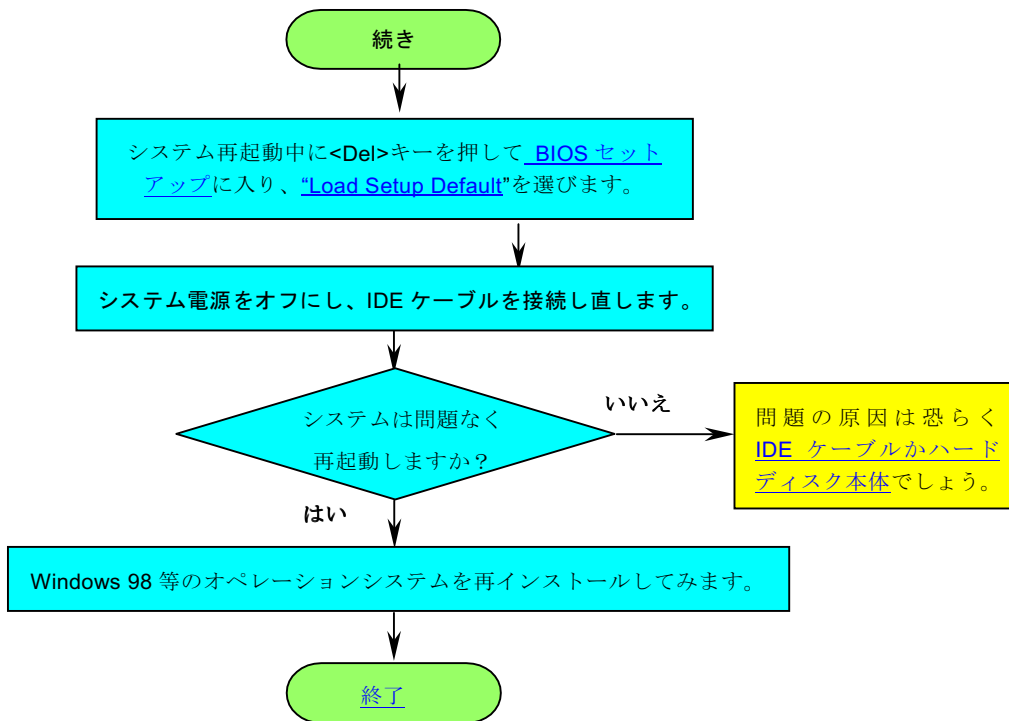 続き
システム再起動中に<Del>キーを押して BIOS セット
アップに入り、“Load Setup Default”を選びます。
システム電源をオフにし、IDE ケーブルを接続し直します。
システムは問題なく
再起動しますか？
いいえ
問題の原因は恐らく
IDE ケーブルかハード
ディスク本体でしょう。
はい
Windows 98 等のオペレーションシステムを再インストールしてみます。
終了